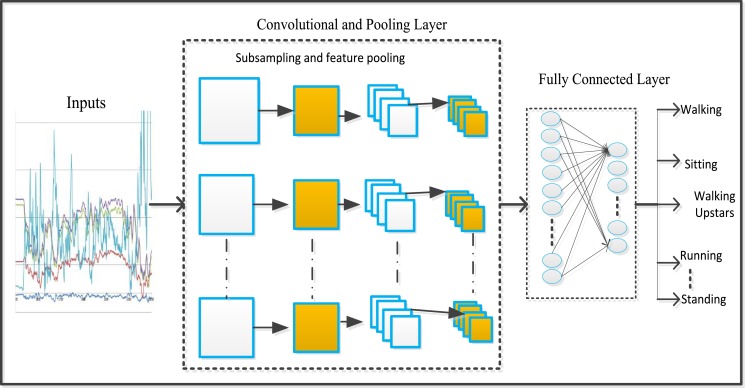 Convolutional and Pooling Layer
Subsampling and feature pooling
Inputs
Fully Connected Layer
Walking
Sitting
Walking
Upstars
Running
Standing